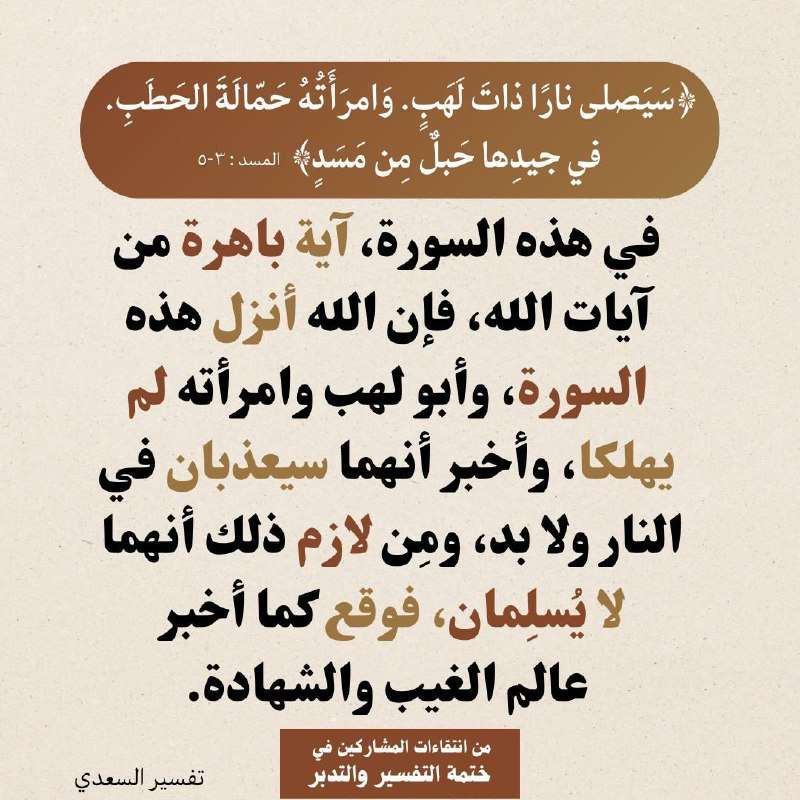 ﴿سَيَصلى نارًا ذاتَ لَهَبٍ. وَامرَأَتُهُ حَمّالَةَ الحَطَبِ.
في جيدِها حَبلٌ مِن مَسَدٍ﴾ المسد : ٣-٥
في هذه السورة، آية باهرة من
آيات الله، فإن الله أنزل هذه
السورة، وأبو لهب وامرأته لم
يهلكا، وأخبر أنهما سيعذبان في
النار ولا بد، ومِن لازم ذلك أنهما
لا يُسلِمان، فوقع كما أخبر
عالم الغيب والشهادة.
من انتقاءات المشاركين في
ختمة التفسير والتدبر
تفسير السعدي